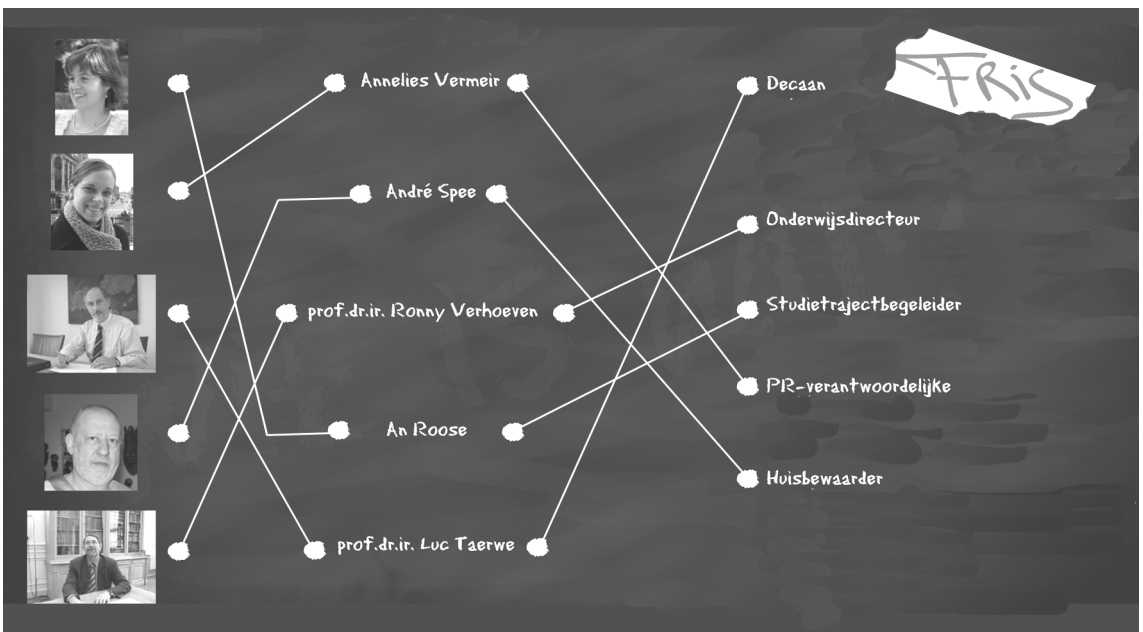 Annelies Vermeir
Decaan
FRiS
André Spee
Onderwijsdirecteur
prof.dr.ir. Ronny Verhoeven
Studietrajectbegeleider
PR-verantwoordelijke
An Roose
Huisbewaarder
prof.dr.ir. Luc Taerwe